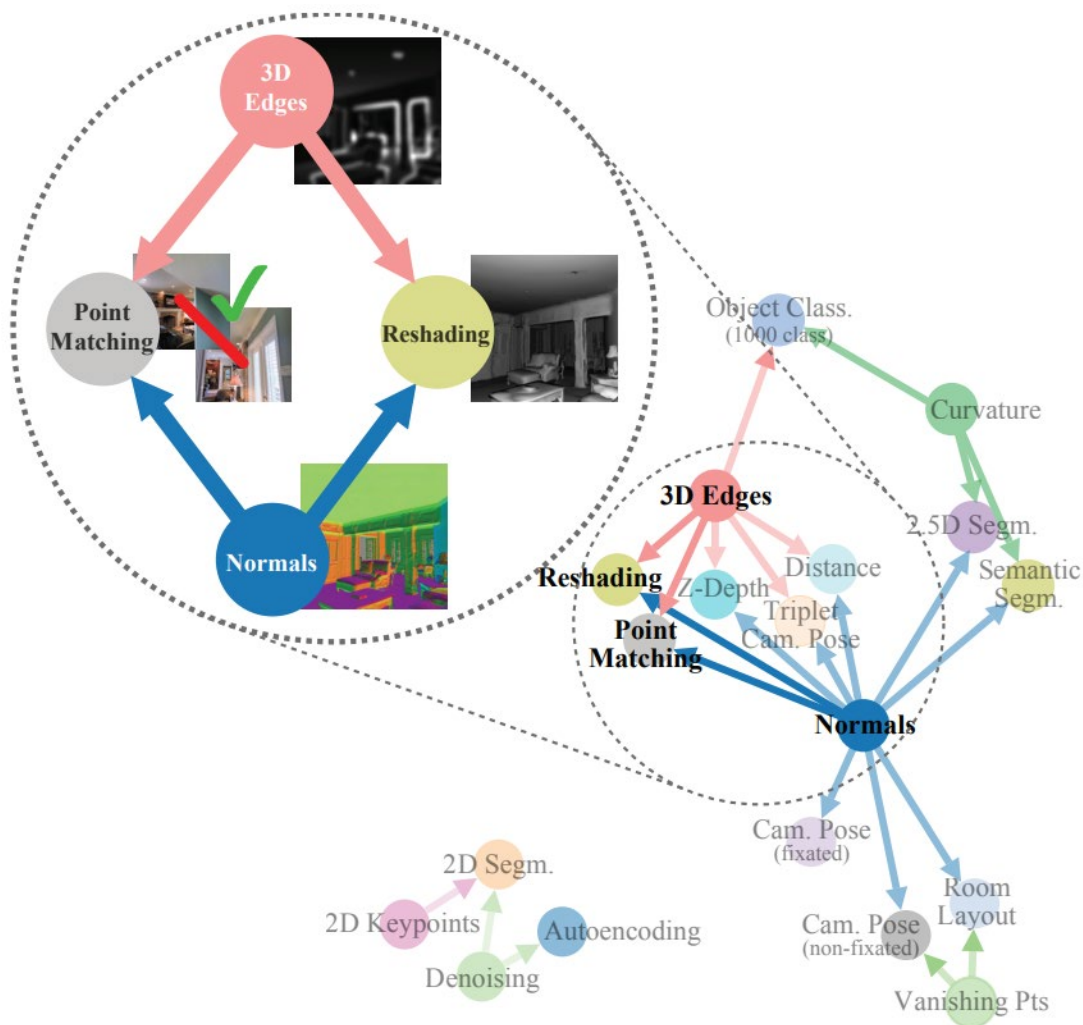 3D
Edges
Point
Matching
Reshading
Normals
Object Class.
(1000 class)
Curvature
3D Edges
2.5D Segm.
Reshading
Z-Depth
Distance
Semantic
Segm.
Triplet
Cam. Pose
Point
Matching
Normals
Cam. Pose
(fixated)
2D Segm.
Room
Layout
2D Keypoints
Autoencoding
Cam. Pose
(non-fixated)
Denoising
Vanishing Pts